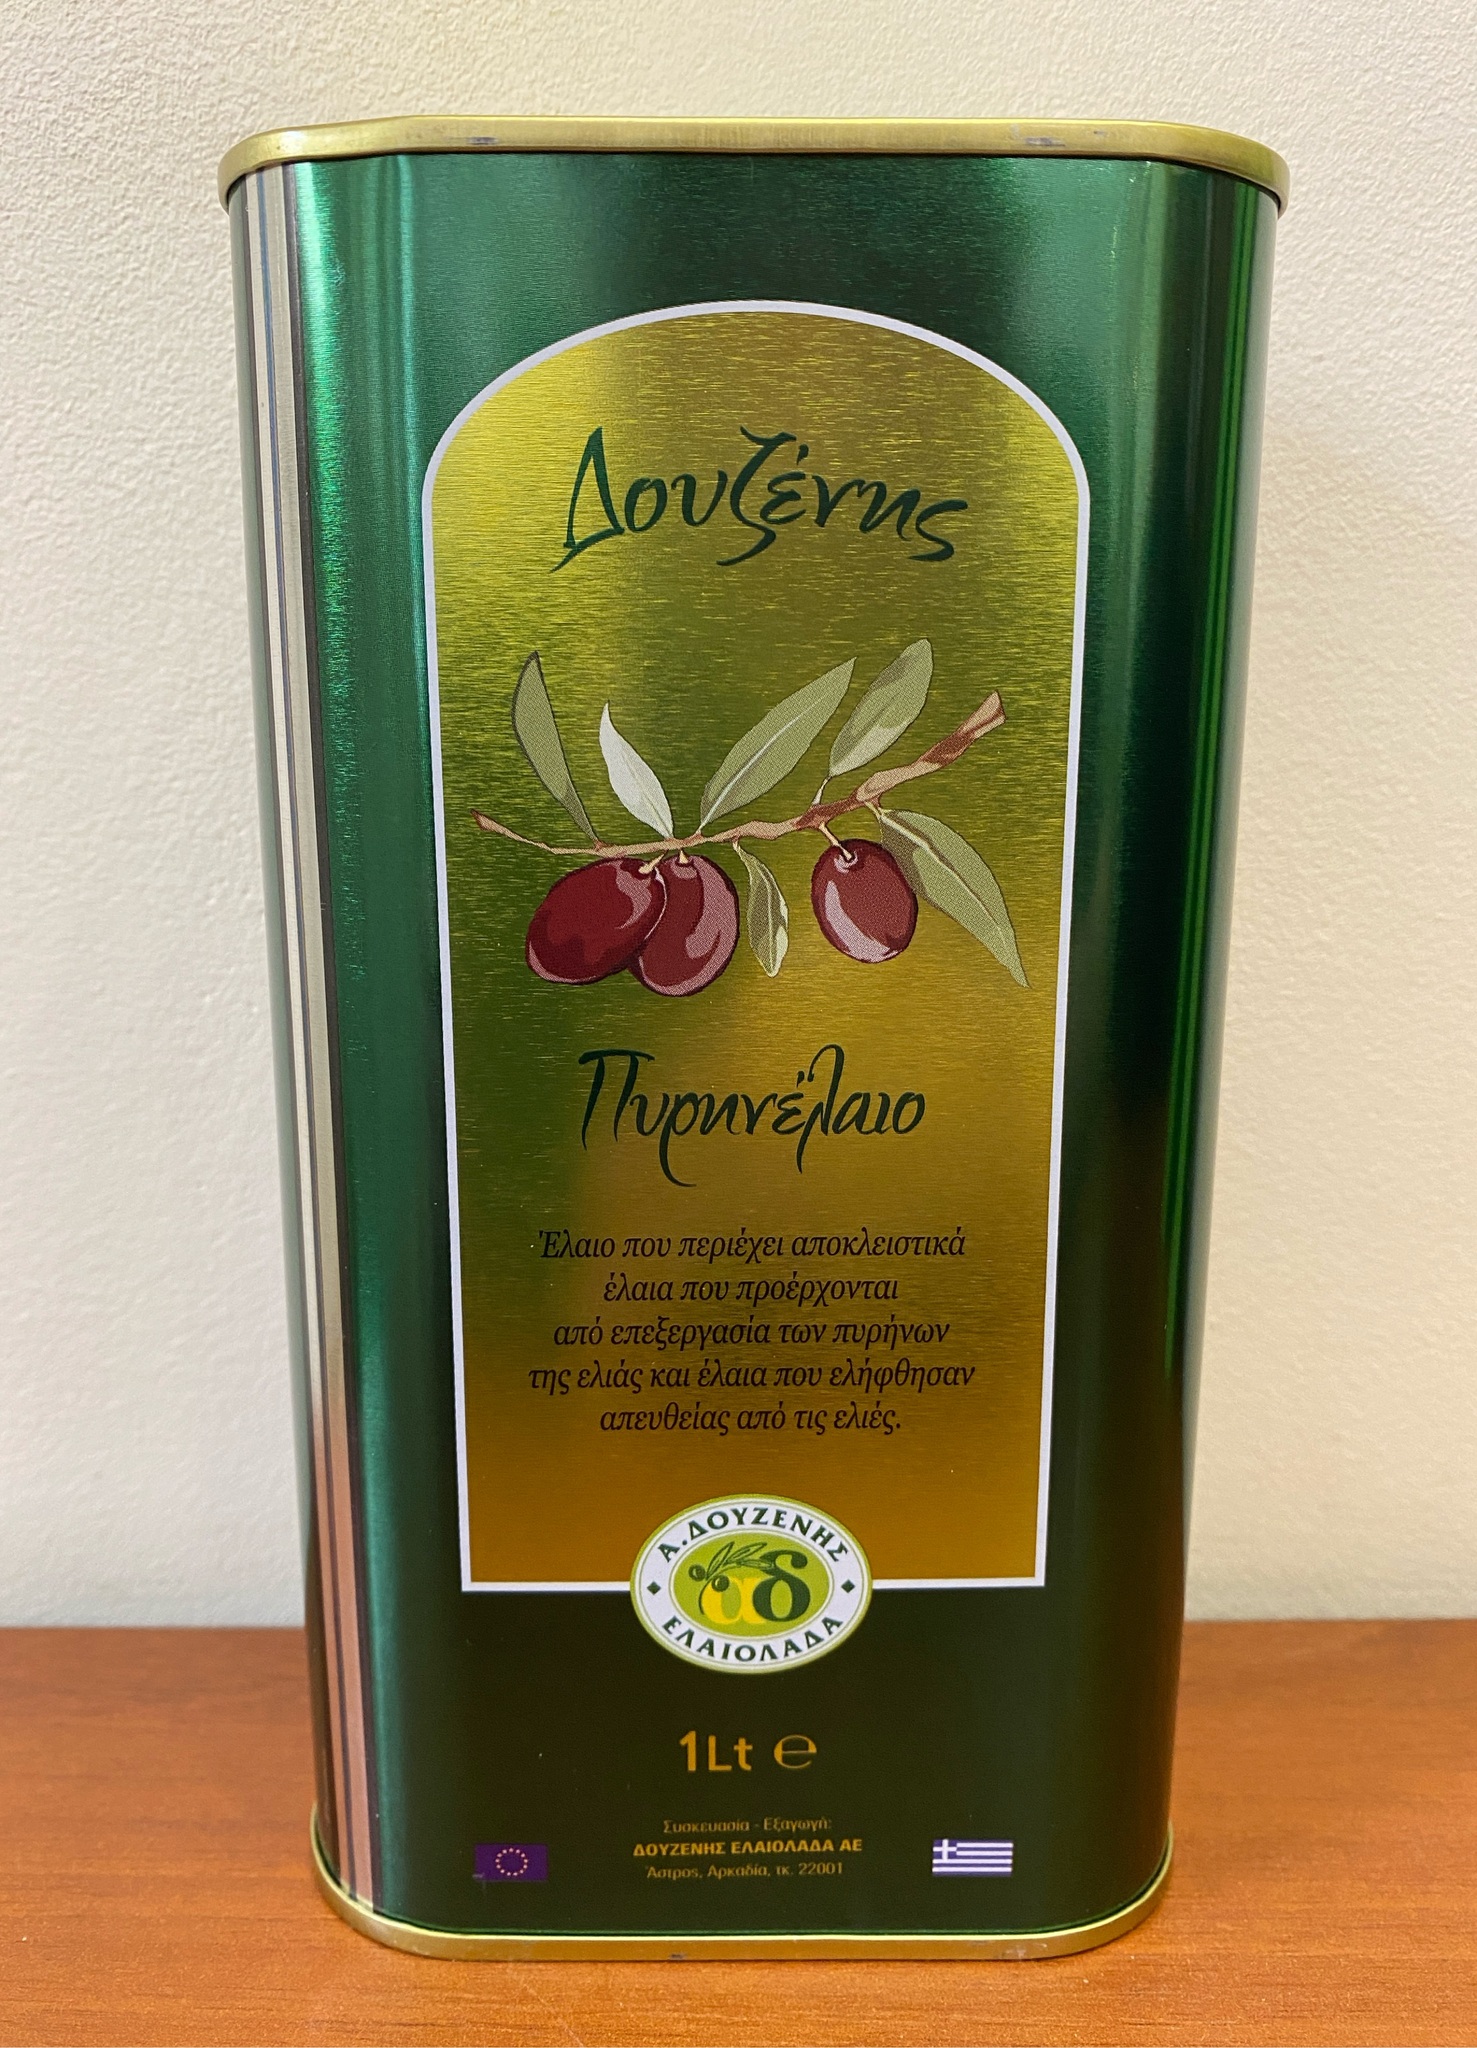 Δουζένης
Πυρηνέλαιο
Έλαιο που περιέχει αποκλειστικά
έλαια που προέρχονται
από επεξεργασία των πυρήνων
της ελιάς και έλαια που ελήφθησαν
απευθείας από τις ελιές.
Α.ΔΟΥΖΕΝΗΣ
αδ
ΕΛΑΙΟΛΑΔΑ
1Lt ℮
Συσκευασία - Εξαγωγή:
ΔΟΥΖΕΝΗΣ ΕΛΑΙΟΛΑΔΑ ΑΕ
Άστρος, Αρκαδία, τκ. 22001